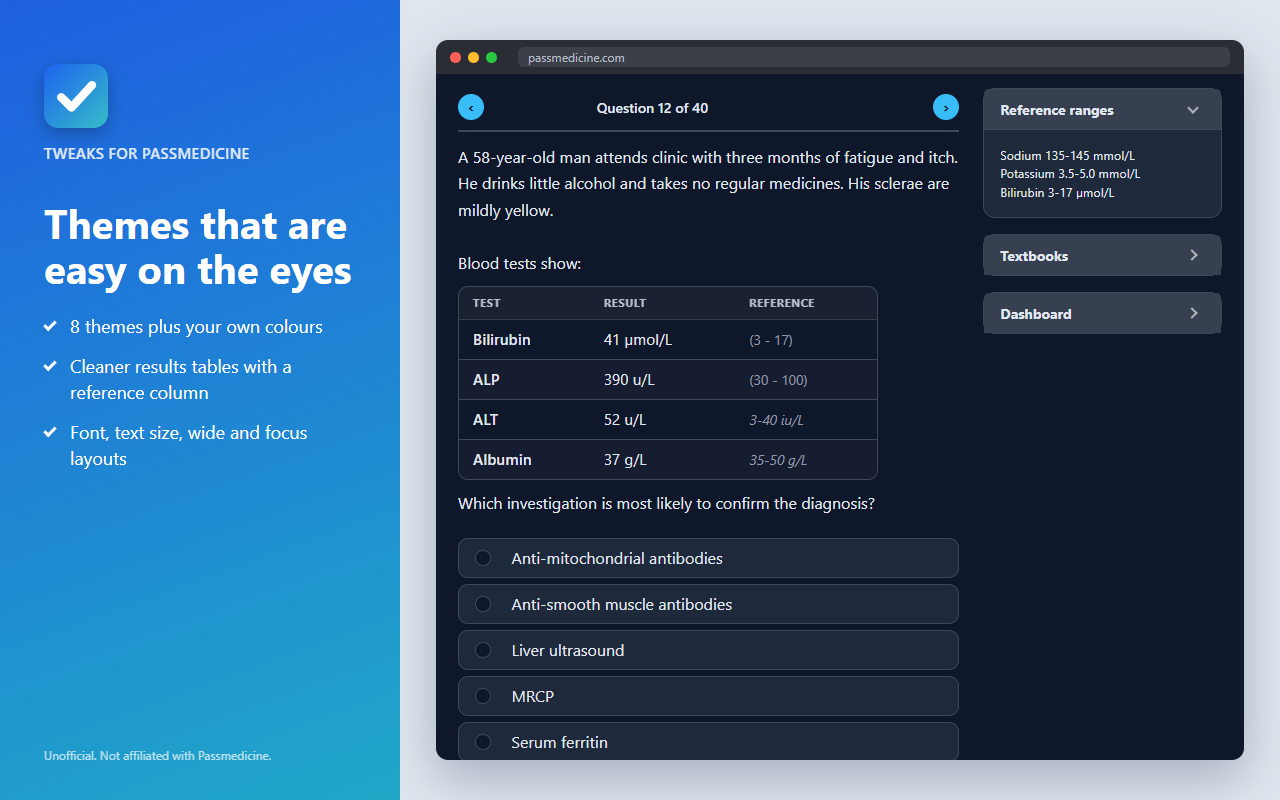 TWEAKS FOR PASSMEDICINE
Themes that are
easy on the eyes
8 themes plus your own colours
Cleaner results tables with a
reference column
Font, text size, wide and focus
layouts
Unofficial. Not affiliated with Passmedicine.
passmedicine.com
‹ Question 12 of 40 ›
A 58-year-old man attends clinic with three months of fatigue and itch.
He drinks little alcohol and takes no regular medicines. His sclerae are
mildly yellow.
Blood tests show:
TEST RESULT REFERENCE
Bilirubin 41 µmol/L (3 - 17)
ALP 390 u/L (30 - 100)
ALT 52 u/L 3-40 iu/L
Albumin 37 g/L 35-50 g/L
Which investigation is most likely to confirm the diagnosis?
Anti-mitochondrial antibodies
Anti-smooth muscle antibodies
Liver ultrasound
MRCP
Serum ferritin
Reference ranges
Sodium 135-145 mmol/L
Potassium 3.5-5.0 mmol/L
Bilirubin 3-17 µmol/L
Textbooks
Dashboard